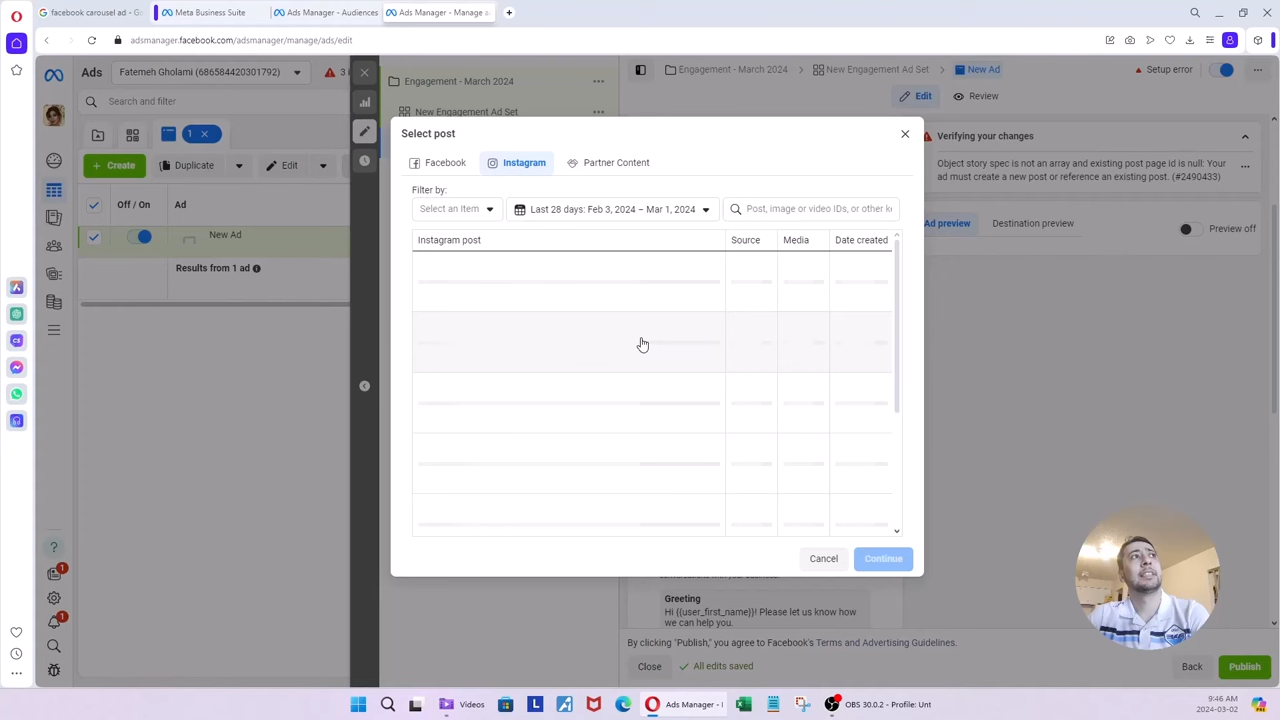 facebook carousel ad - Go
Meta Business Suite
Ads Manager - Audiences
Ads Manager - Manage a
adsmanager.facebook.com/adsmanager/manage/ads/edit
Ads
Fatemeh Gholami (686584420301792)
Search and filter
1
Create
Duplicate
Edit
Off / On
Ad
New Ad
Results from 1 ad
Engagement - March 2024
New Engagement Ad Set
Engagement - March 2024
New Engagement Ad Set
New Ad
Setup error
Edit
Review
Select post
Facebook
Instagram
Partner Content
Filter by:
Select an Item
Last 28 days: Feb 3, 2024 – Mar 1, 2024
Post, image or video IDs, or other ke
Instagram post
Source
Media
Date created
Cancel
Continue
Verifying your changes
Object story spec is not an array and existing post page id is null: Your
ad must create a new post or reference an existing post. (#2490433)
Ad preview
Destination preview
Preview off
Greeting
Hi {{user_first_name}}! Please let us know how
we can help you.
By clicking "Publish," you agree to Facebook's Terms and Advertising Guidelines.
Close
All edits saved
Back
Publish
1
1
Videos
Ads Manager - I
OBS 30.0.2 - Profile: Unt
9:46 AM
2024-03-02